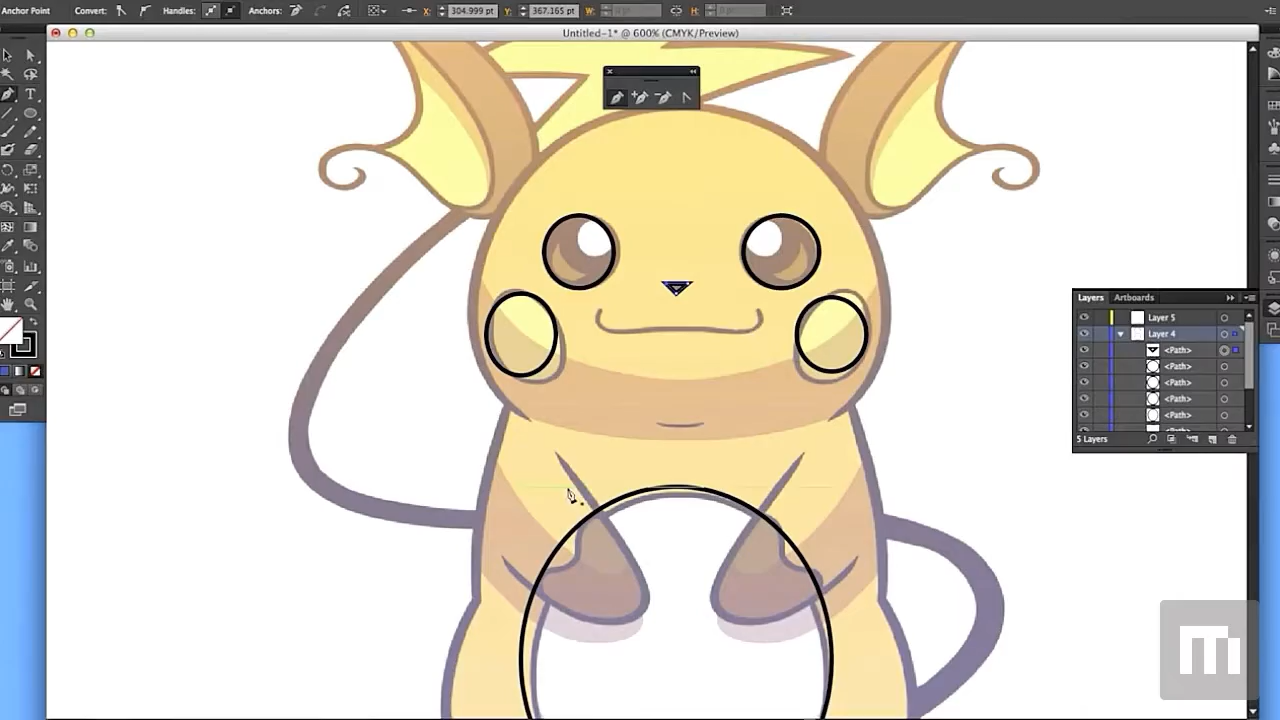 Anchor Point Convert: Handles: Anchors: X: 304.999 pt Y: 367.165 pt W: H:
Untitled-1* @ 600% (CMYK/Preview)
Layers Artboards
Layer 5
Layer 4
<Path>
<Path>
<Path>
<Path>
<Path>
5 Layers
m